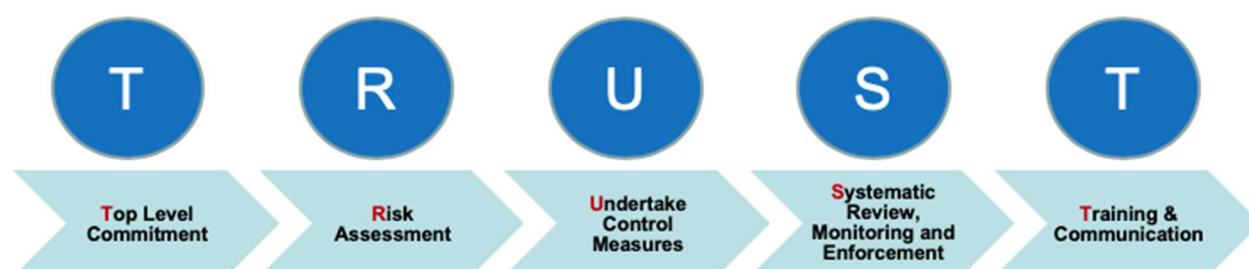 T
R
U
S
T
Top Level
Commitment
Risk
Assessment
Undertake
Control
Measures
Systematic
Review,
Monitoring and
Enforcement
Training &
Communication